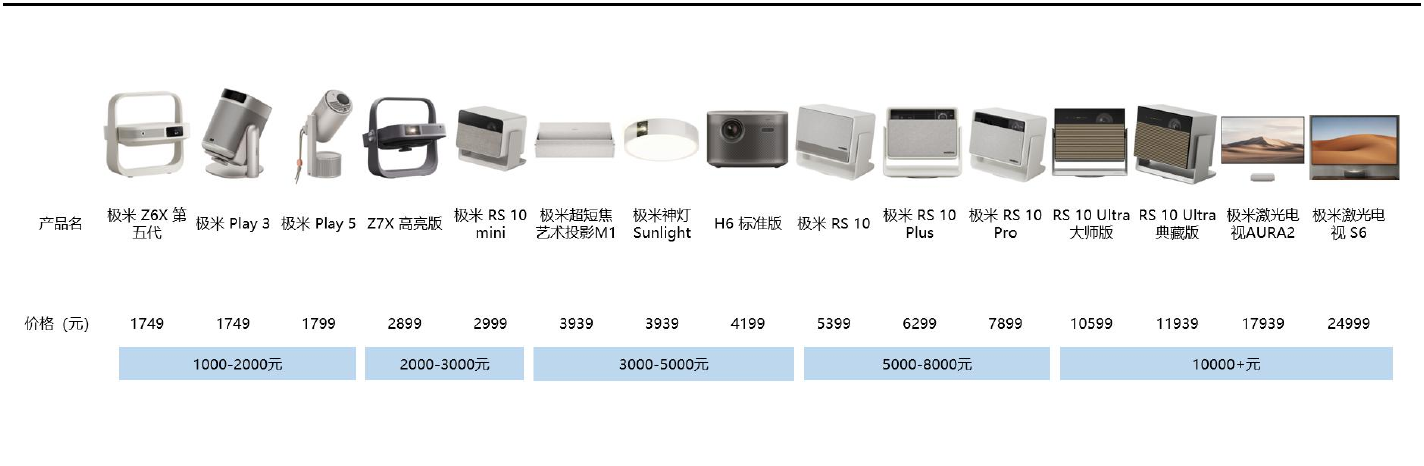 产品名
极米 Z6X 第
五代
极米 Play 3
极米 Play 5
Z7X 高亮版
极米 RS 10
mini
极米超短焦
艺术投影M1
极米神灯
Sunlight
H6 标准版
极米 RS 10
极米 RS 10
Plus
极米 RS 10
Pro
RS 10 Ultra
大师版
RS 10 Ultra
典藏版
极米激光电
视AURA2
极米激光电
视 S6
价格 (元) 1749 1749 1799 2899 2999 3939 3939 4199 5399 6299 7899 10599 11939 17939 24999
1000-2000元 2000-3000元 3000-5000元 5000-8000元 10000+元